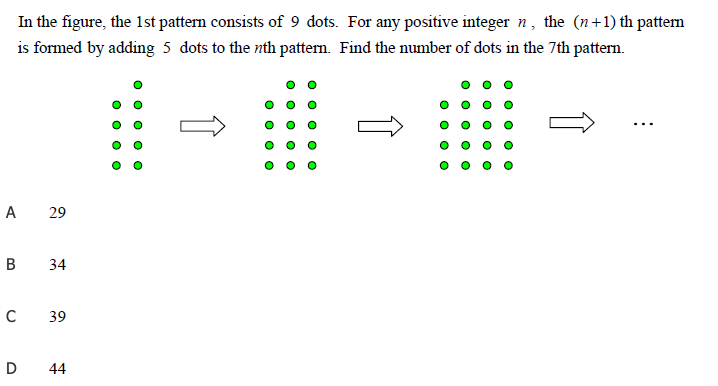 In the figure, the 1st pattern consists of 9 dots. For any positive integer n, the (n+1) th pattern
is formed by adding 5 dots to the nth pattern. Find the number of dots in the 7th pattern.
...
A 29
B 34
C 39
D 44